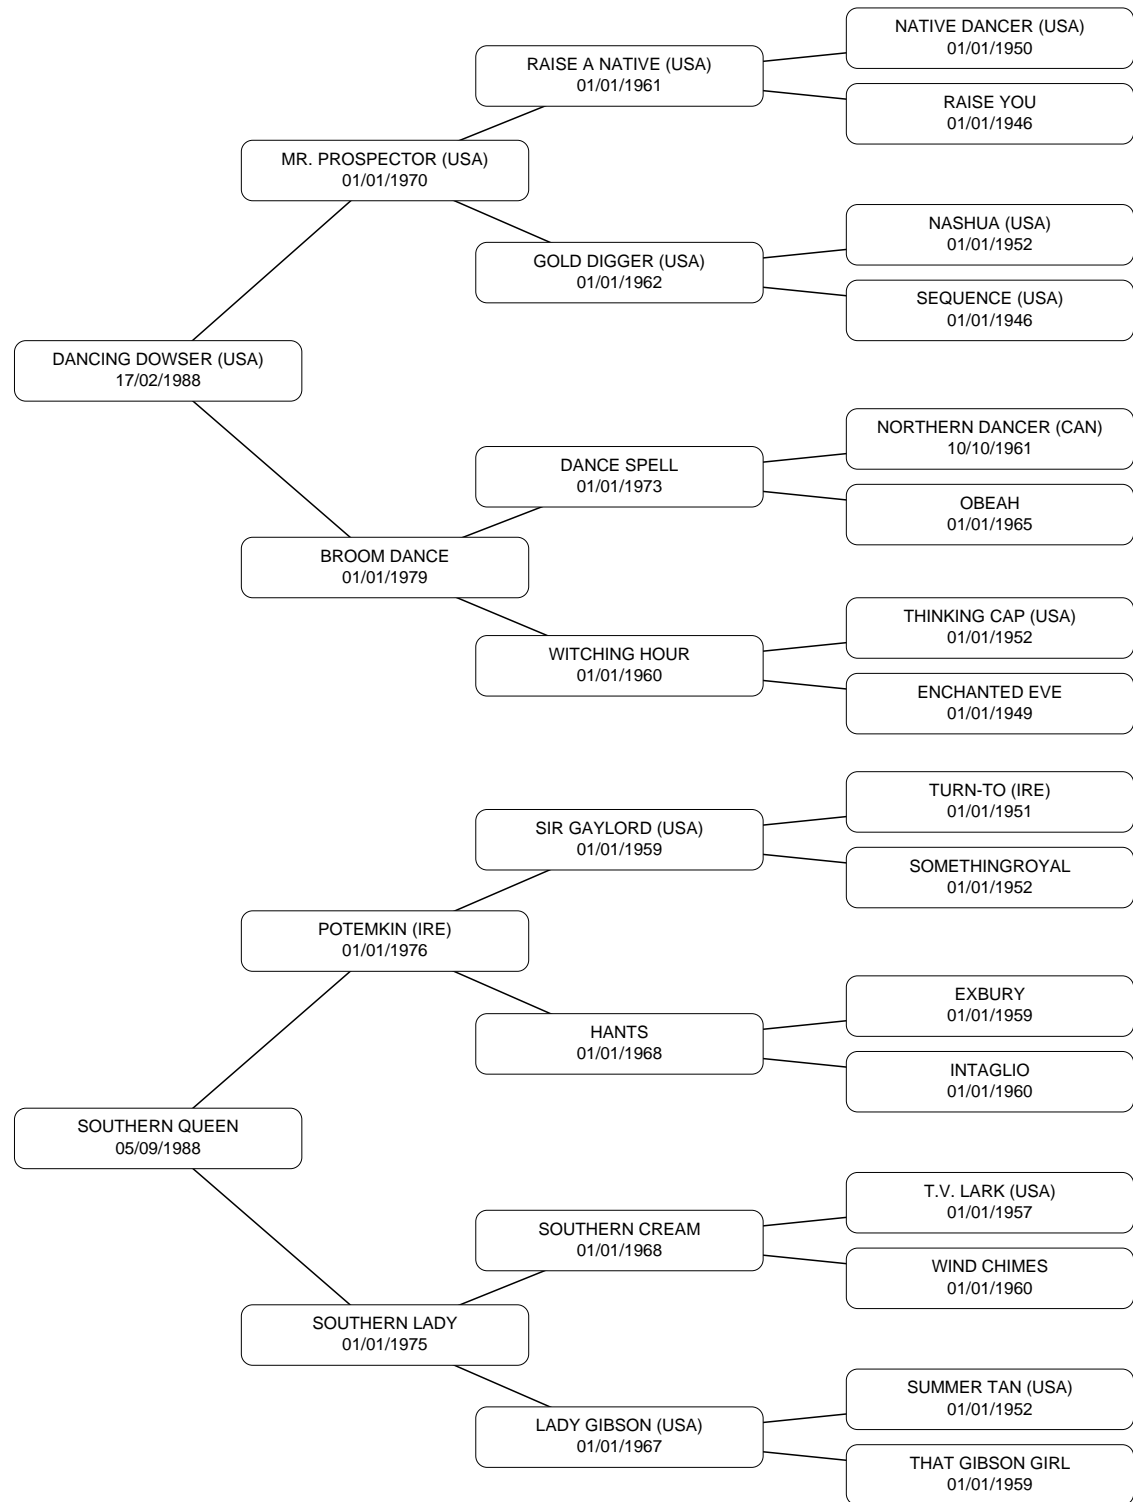 NATIVE DANCER (USA)
01/01/1950
RAISE A NATIVE (USA)
01/01/1961
RAISE YOU
01/01/1946
MR. PROSPECTOR (USA)
01/01/1970
NASHUA (USA)
01/01/1952
GOLD DIGGER (USA)
01/01/1962
SEQUENCE (USA)
01/01/1946
DANCING DOWSER (USA)
17/02/1988
NORTHERN DANCER (CAN)
10/10/1961
DANCE SPELL
01/01/1973
OBEAH
01/01/1965
BROOM DANCE
01/01/1979
THINKING CAP (USA)
01/01/1952
WITCHING HOUR
01/01/1960
ENCHANTED EVE
01/01/1949
TURN-TO (IRE)
01/01/1951
SIR GAYLORD (USA)
01/01/1959
SOMETHINGROYAL
01/01/1952
POTEMKIN (IRE)
01/01/1976
EXBURY
01/01/1959
HANTS
01/01/1968
INTAGLIO
01/01/1960
SOUTHERN QUEEN
05/09/1988
T.V. LARK (USA)
01/01/1957
SOUTHERN CREAM
01/01/1968
WIND CHIMES
01/01/1960
SOUTHERN LADY
01/01/1975
SUMMER TAN (USA)
01/01/1952
LADY GIBSON (USA)
01/01/1967
THAT GIBSON GIRL
01/01/1959